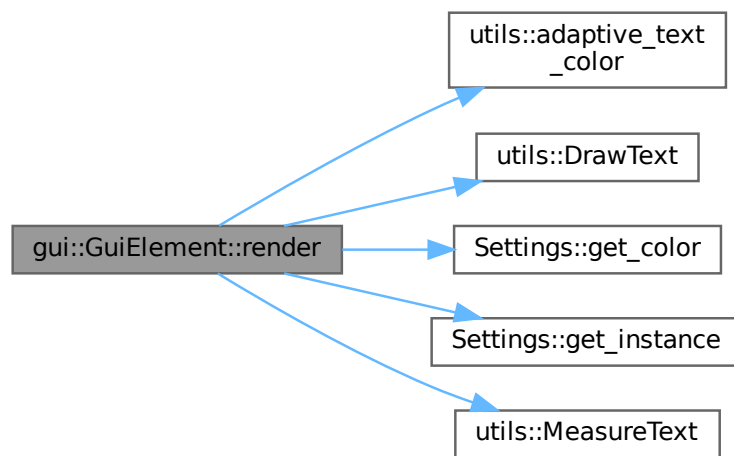 utils::adaptive_text
_color
utils::DrawText
gui::GuiElement::render
Settings::get_color
Settings::get_instance
utils::MeasureText